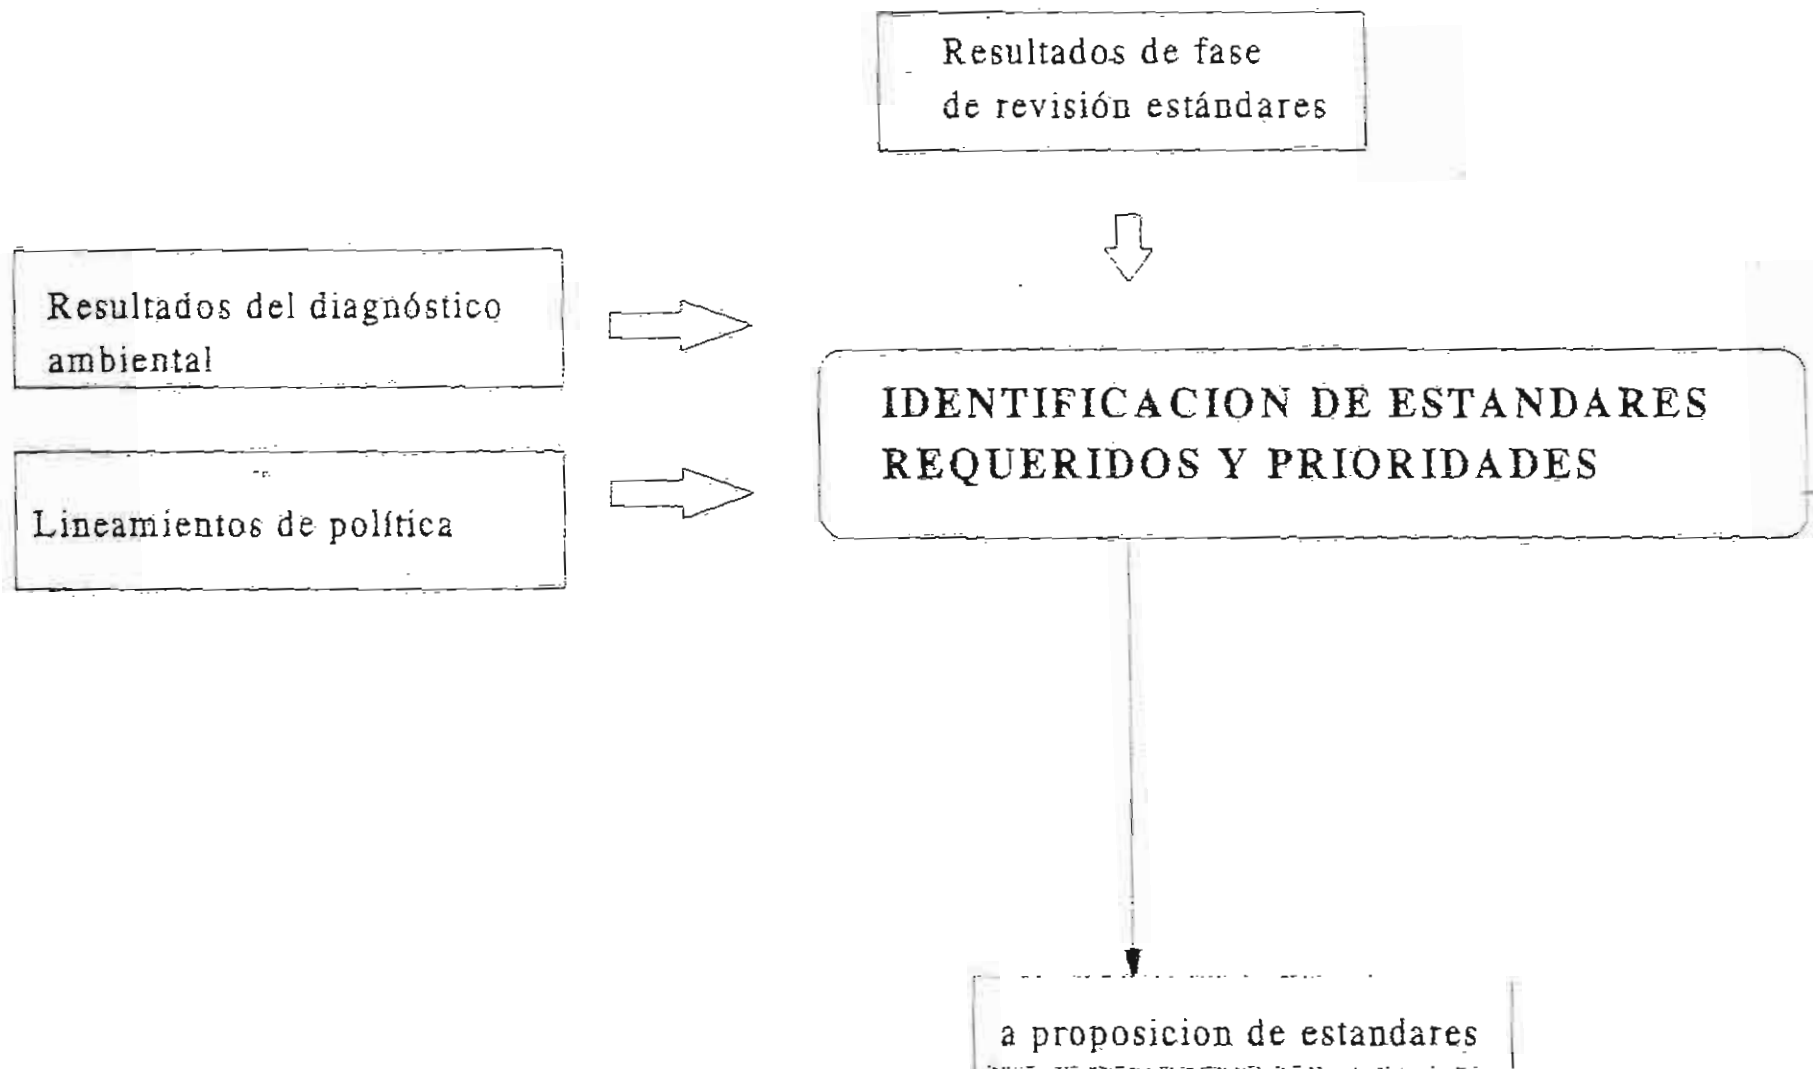 Resultados de fase
de revisión estándares
Resultados del diagnóstico
ambiental
Lineamientos de política
IDENTIFICACION DE ESTANDARES
REQUERIDOS Y PRIORIDADES
a proposicion de estandares